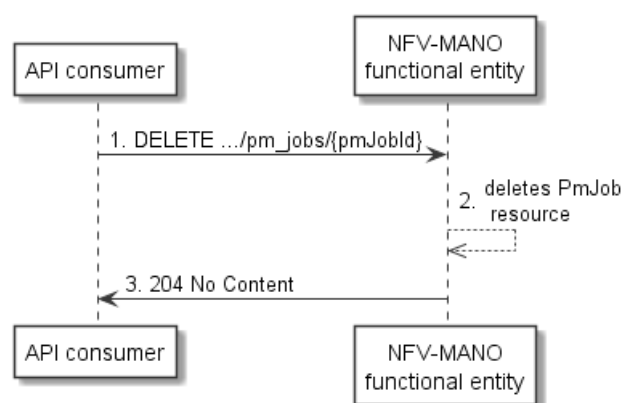 API consumer
NFV-MANO
functional entity
1. DELETE .../pm_jobs/{pmJobId}
2. deletes PmJob
resource
3. 204 No Content
API consumer
NFV-MANO
functional entity